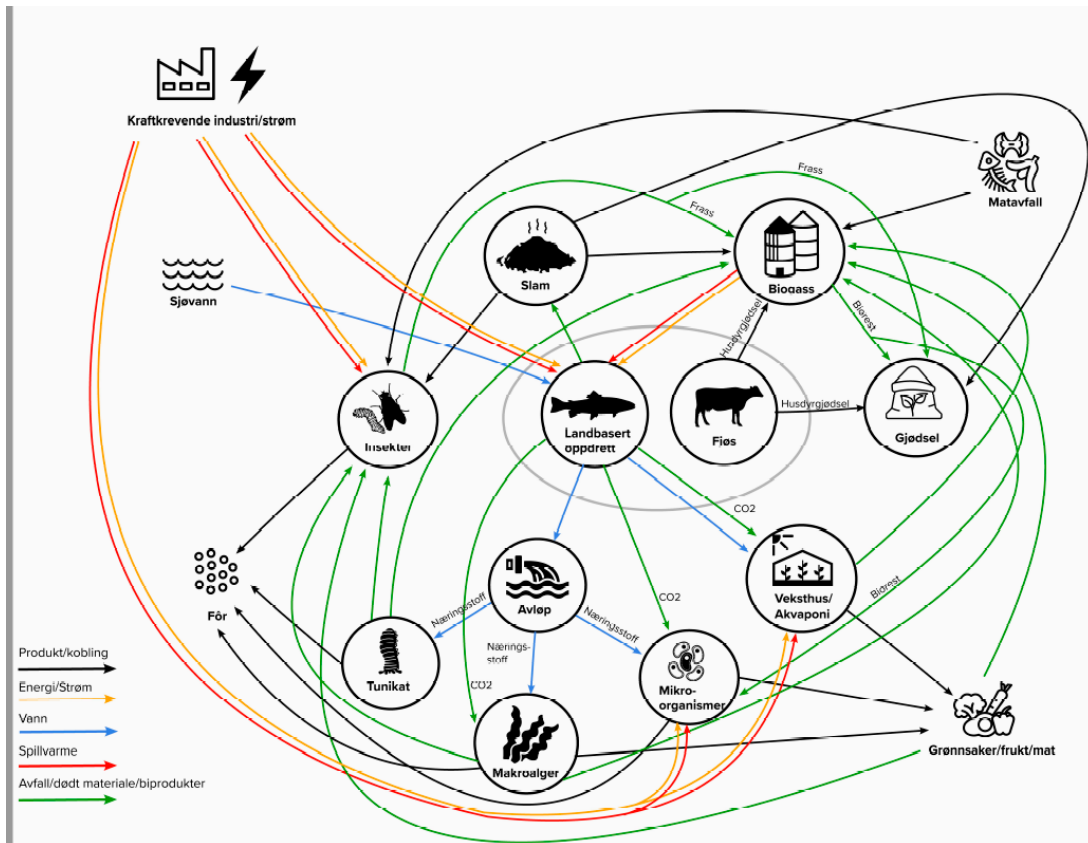 Kraftkrevende industri/strøm
Matavfall
Frass
Frass
Sjøvann
Slam
Biogass
Biorest
Husdyrgjødsel
Husdyrgjødsel
Insekter
Landbasert
oppdrett
Fjøs
Gjødsel
CO2
Veksthus/
Akvaponi
Avløp
Næringsstoff
Næringsstoff
Nærings-
stoff
CO2
Biorest
Fôr
Tunikat
CO2
Mikro-
organismer
Makroalger
Grønnsaker/frukt/mat
Produkt/kobling
Energi/Strøm
Vann
Spillvarme
Avfall/dødt materiale/biprodukter